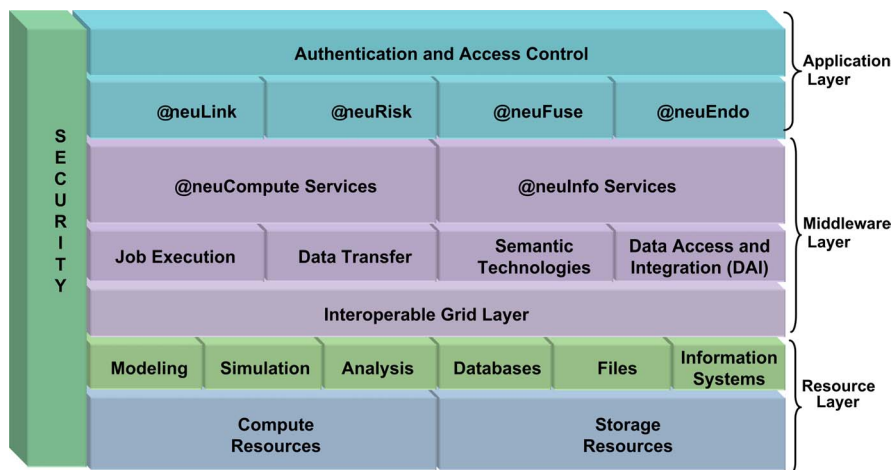 SECURITY
Authentication and Access Control
Application
Layer
@neuLink
@neuRisk
@neuFuse
@neuEndo
@neuCompute Services
@neuInfo Services
Middleware
Layer
Job Execution
Data Transfer
Semantic
Technologies
Data Access and
Integration (DAI)
Interoperable Grid Layer
Modeling
Simulation
Analysis
Databases
Files
Information
Systems
Resource
Layer
Compute
Resources
Storage
Resources